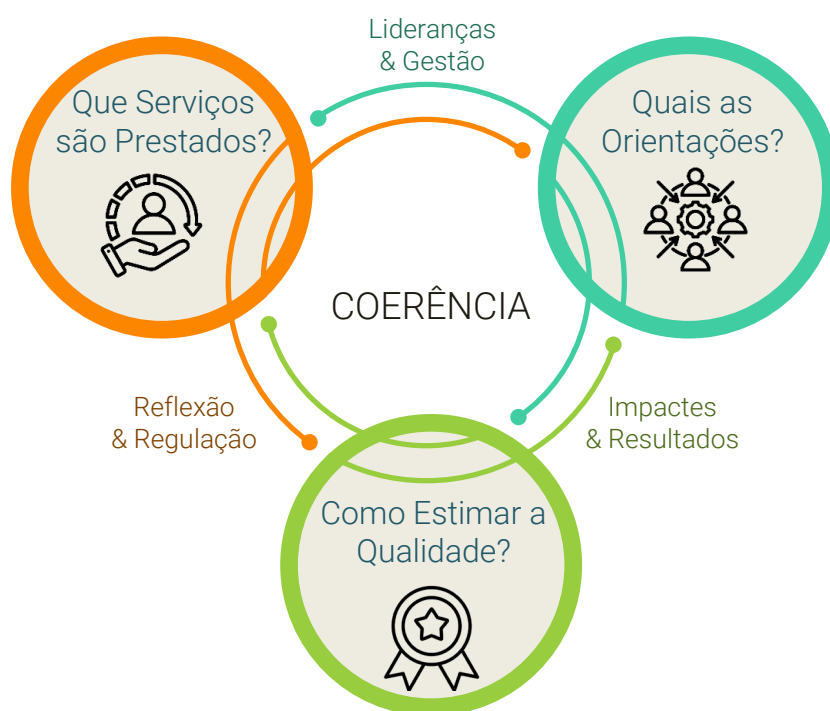 Lideranças
& Gestão
Que Serviços
são Prestados?
Quais as
Orientações?
COERÊNCIA
Reflexão
& Regulação
Impactes
& Resultados
Como Estimar a
Qualidade?